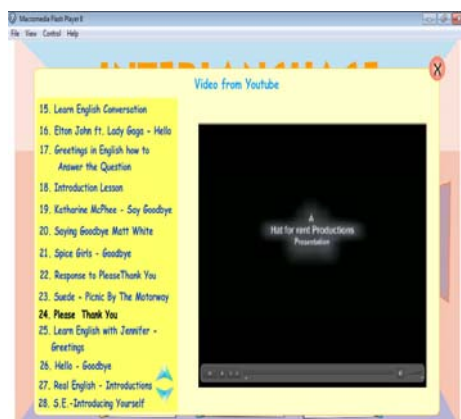 Macromedia Flash Player 8
File View Control Help
INTERLANGUAGE
Video from Youtube
X
15. Learn English Conversation
16. Elton John ft. Lady Gaga - Hello
17. Greetings in English how to
Answer the Question
18. Introduction Lesson
19. Katharine McPhee - Say Goodbye
20. Saying Goodbye Matt White
21. Spice Girls - Goodbye
22. Response to PleaseThank You
23. Suede - Picnic By The Motorway
24. Please Thank You
25. Learn English with Jennifer -
Greetings
26. Hello - Goodbye
27. Real English - Introductions
28. S.E.-Introducing Yourself
A
Hat for rent Productions
Presentation